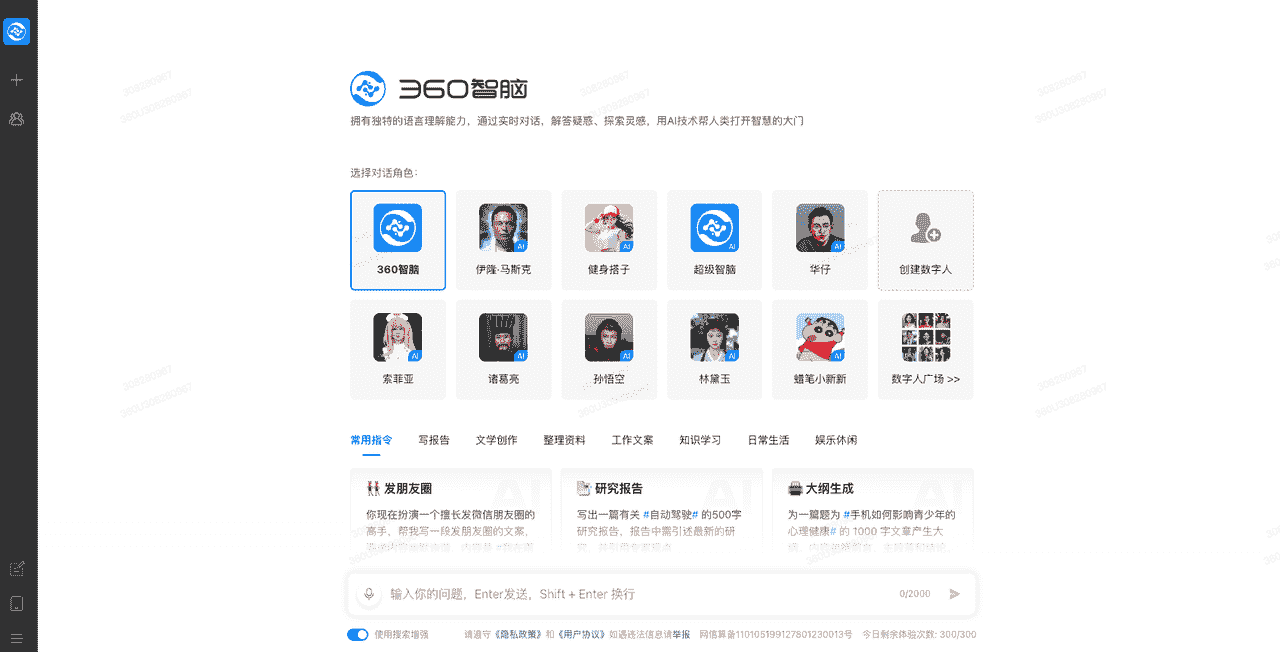 360智脑
拥有独特的语言理解能力，通过实时对话，解答疑惑、探索灵感，用AI技术帮人类打开智慧的大门
选择对话角色：
360智脑
伊隆·马斯克
健身搭子
超级智脑
华仔
创建数字人
索菲亚
诸葛亮
孙悟空
林黛玉
蜡笔小新新
数字人广场 >>
常用指令 写报告 文学创作 整理资料 工作文案 知识学习 日常生活 娱乐休闲
发朋友圈
你现在扮演一个擅长发微信朋友圈的
高手，帮我写一段发朋友圈的文案，
研究报告
写出一篇有关 #自动驾驶# 的500字
研究报告，报告中需引述最新的研
大纲生成
为一篇题为 #手机如何影响青少年的
心理健康# 的 1000 字文章产生大
输入你的问题，Enter发送，Shift + Enter 换行
0/2000
使用搜索增强
请遵守《隐私政策》和《用户协议》如遇违法信息请举报 网信算备110105199127801230013号 今日剩余体验次数: 300/300